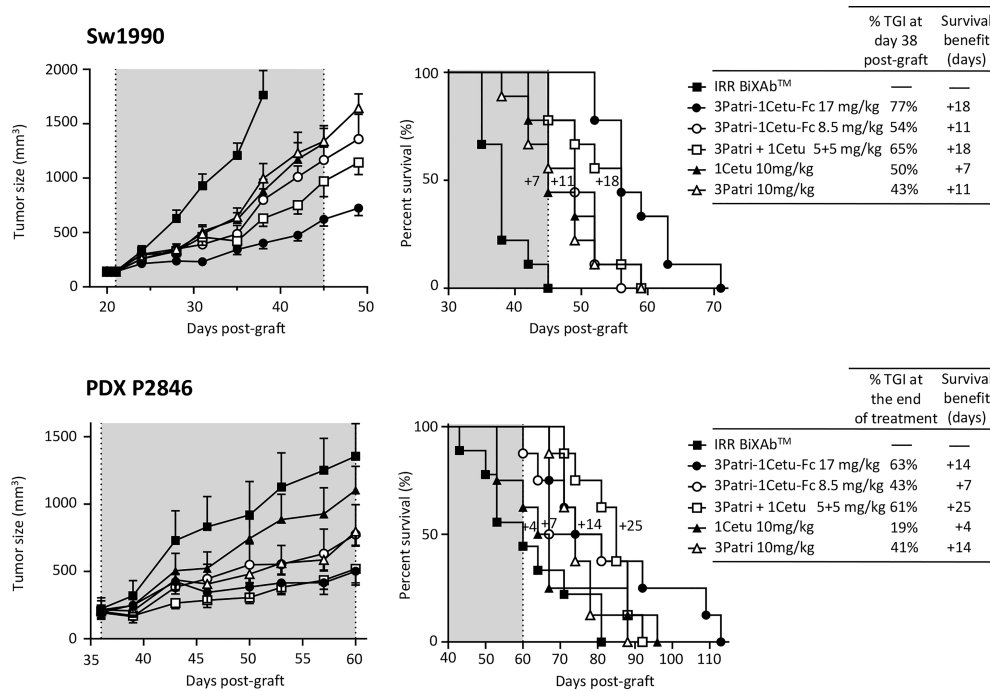 Sw1990
% TGI at Survival
day 38 benefit
post-graft (days)
IRR BiXAb™ — —
3Patri-1Cetu-Fc 17 mg/kg 77% +18
3Patri-1Cetu-Fc 8.5 mg/kg 54% +11
3Patri + 1Cetu 5+5 mg/kg 65% +18
1Cetu 10mg/kg 50% +7
3Patri 10mg/kg 43% +11
Tumor size (mm³)
2000
1500
1000
500
0
20 30 40 50
Days post-graft
Percent survival (%)
100
50
0
+7 +11 +18
30 40 50 60 70
Days post-graft
PDX P2846
% TGI at Survival
the end benefit
of treatment (days)
IRR BiXAb™ — —
3Patri-1Cetu-Fc 17 mg/kg 63% +14
3Patri-1Cetu-Fc 8.5 mg/kg 43% +7
3Patri + 1Cetu 5+5 mg/kg 61% +25
1Cetu 10mg/kg 19% +4
3Patri 10mg/kg 41% +14
Tumor size (mm³)
1500
1000
500
0
35 40 45 50 55 60
Days post-graft
Percent survival (%)
100
50
0
+4 +7 +14 +25
40 50 60 70 80 90 100 110
Days post-graft